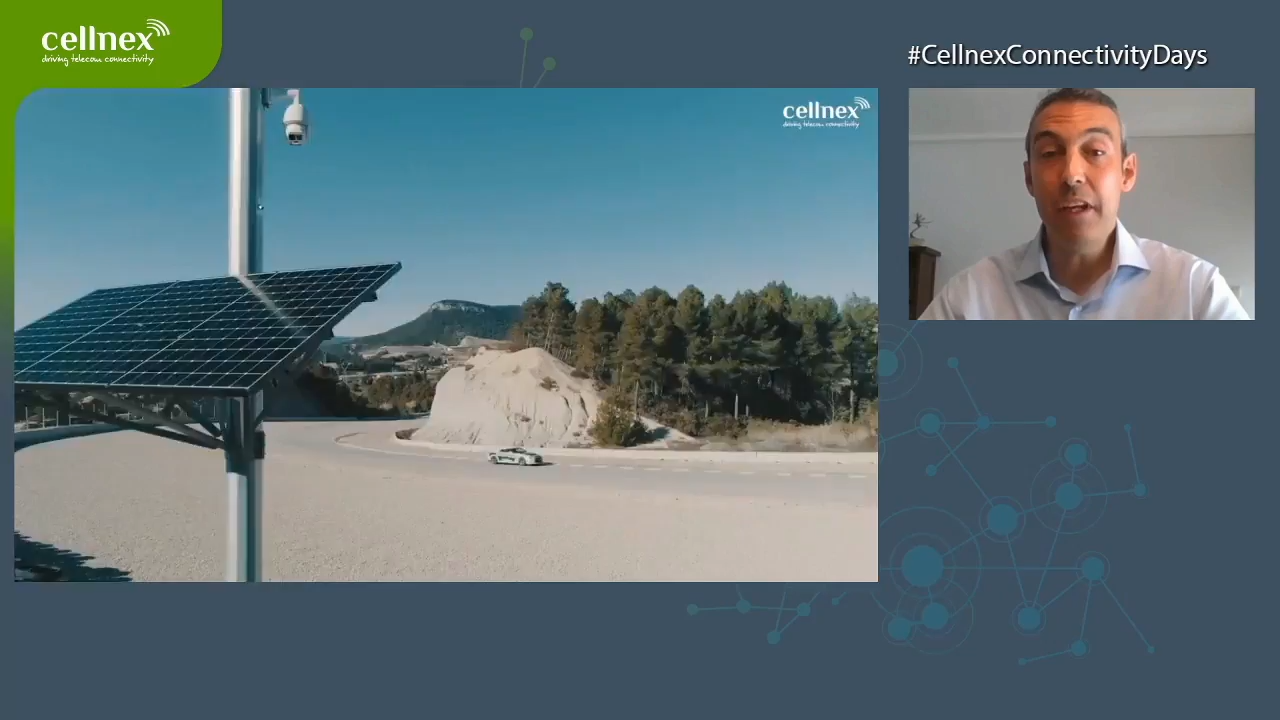 cellnex
driving telecom connectivity
#CellnexConnectivityDays
cellnex
driving telecom connectivity